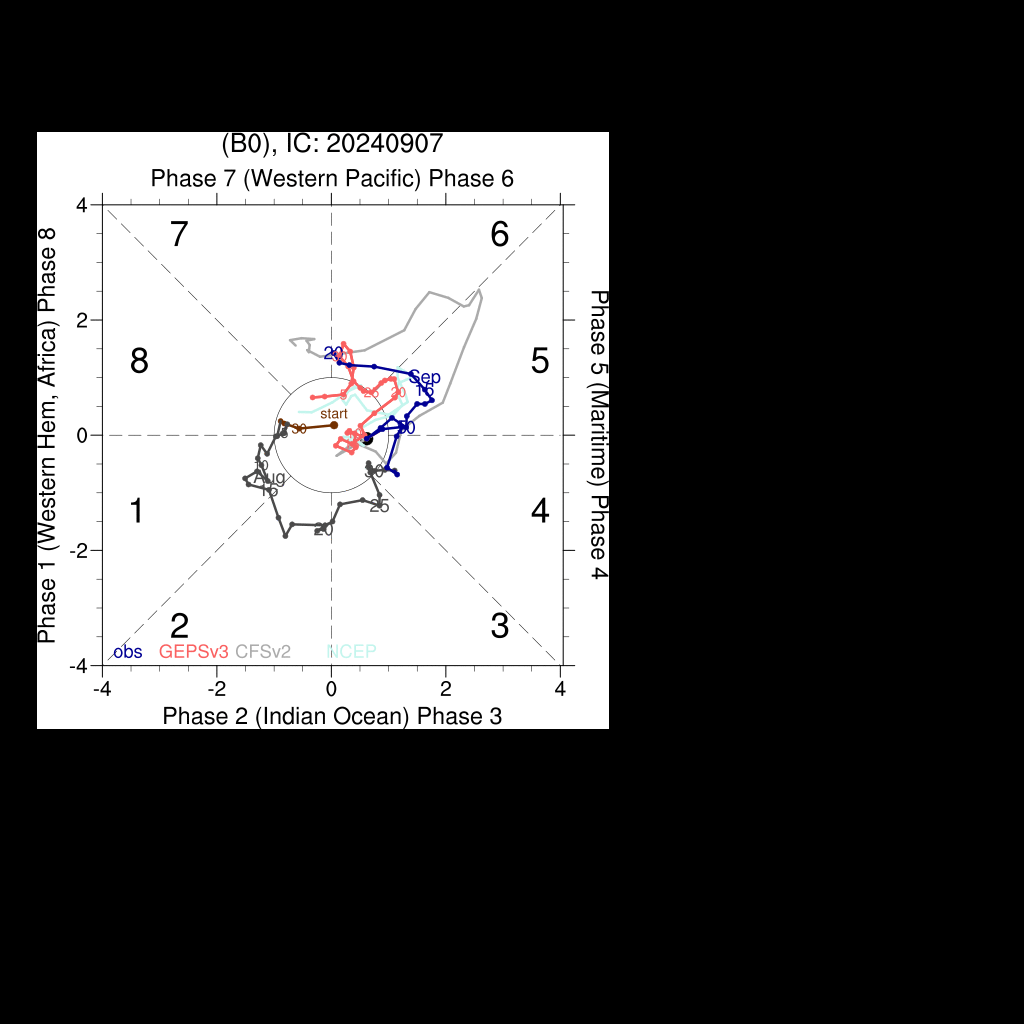 (B0), IC: 20240907
Phase 7 (Western Pacific) Phase 6
Phase 1 (Western Hem, Africa) Phase 8
Phase 5 (Maritime) Phase 4
4
2
0
-2
-4
7
6
8
5
1
4
2
3
20
Sep
15
5
25
20
start
30
5
10
Aug
15
20
25
30
obs
GEPSv3
CFSv2
NCEP
-4
-2
0
2
4
Phase 2 (Indian Ocean) Phase 3